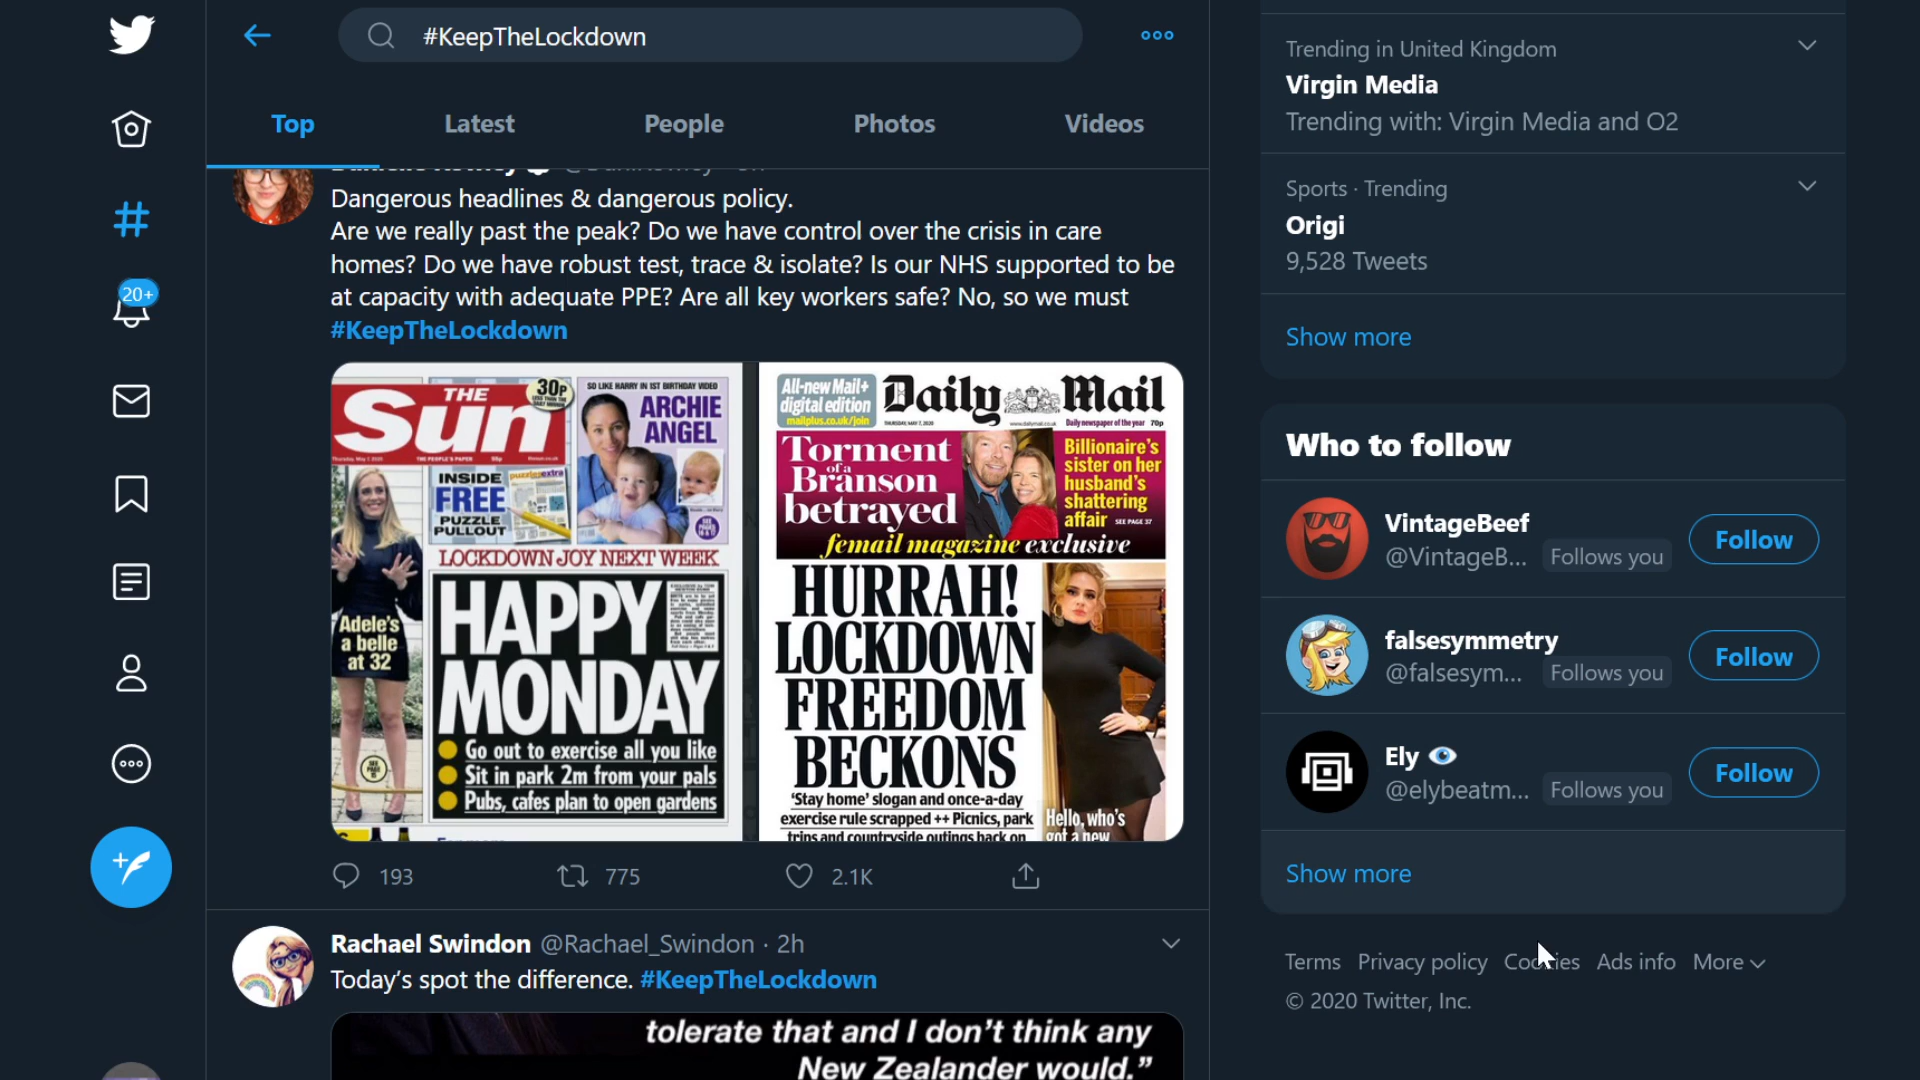 #KeepTheLockdown
Top
Latest
People
Photos
Videos
20+
Dangerous headlines & dangerous policy.
Are we really past the peak? Do we have control over the crisis in care
homes? Do we have robust test, trace & isolate? Is our NHS supported to be
at capacity with adequate PPE? Are all key workers safe? No, so we must
#KeepTheLockdown
THE
Sun
30p
THE PEOPLE'S PAPER
SO LIKE HARRY IN 1ST BIRTHDAY VIDEO
ARCHIE
ANGEL
INSIDE
FREE
PUZZLE
PULLOUT
LOCKDOWN JOY NEXT WEEK
HAPPY
MONDAY
Go out to exercise all you like
Sit in park 2m from your pals
Pubs, cafes plan to open gardens
Adele's
a belle
at 32
All-new Mail+
digital edition
mailplus.co.uk/join
Daily Mail
THURSDAY, MAY 7, 2020
www.dailymail.co.uk
Daily newspaper of the year 70p
Torment
of a
Branson
betrayed
Billionaire's
sister on her
husband's
shattering
affair SEE PAGE 37
femail magazine exclusive
HURRAH!
LOCKDOWN
FREEDOM
BECKONS
'Stay home' slogan and once-a-day
exercise rule scrapped ++ Picnics, park
trips and countryside outings back on
Hello, who's
got a new
193
775
2.1K
Rachael Swindon @Rachael_Swindon · 2h
Today's spot the difference. #KeepTheLockdown
tolerate that and I don't think any
New Zealander would."
Trending in United Kingdom
Virgin Media
Trending with: Virgin Media and O2
Sports · Trending
Origi
9,528 Tweets
Show more
Who to follow
VintageBeef
@VintageB... Follows you
Follow
falsesymmetry
@falsesym... Follows you
Follow
Ely
@elybeatm... Follows you
Follow
Show more
Terms Privacy policy Cookies Ads info More
© 2020 Twitter, Inc.